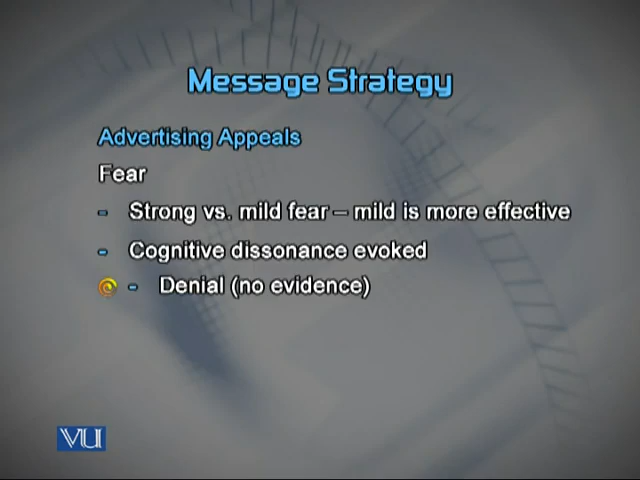 Message Strategy
Advertising Appeals
Fear
- Strong vs. mild fear – mild is more effective
- Cognitive dissonance evoked
- Denial (no evidence)
VU